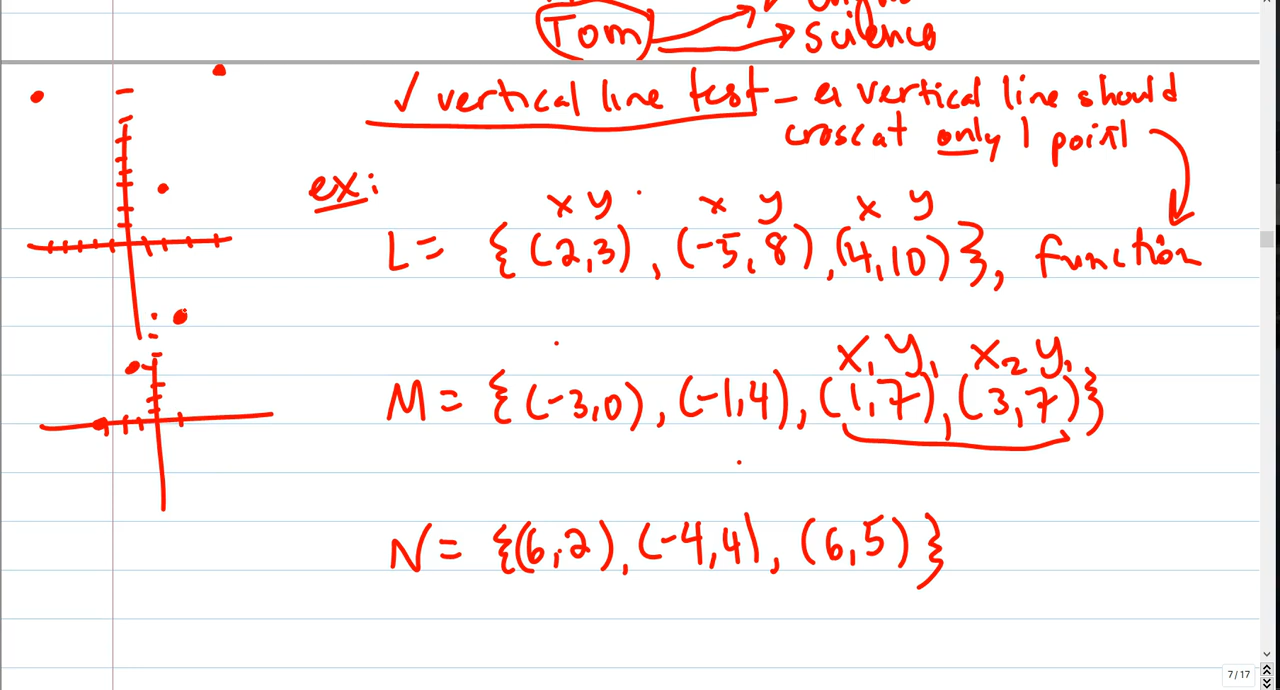 Tom science
✓ vertical line test - a vertical line should
cross at only 1 point
ex:
x y x y x y
L = {(2,3), (-5,8), (4,10)}, function
x₁ y₁ x₂ y₁
M = {(-3,0), (-1,4), (1,7), (3,7)}
N = {(6,2), (-4,4), (6,5)}
7 / 17